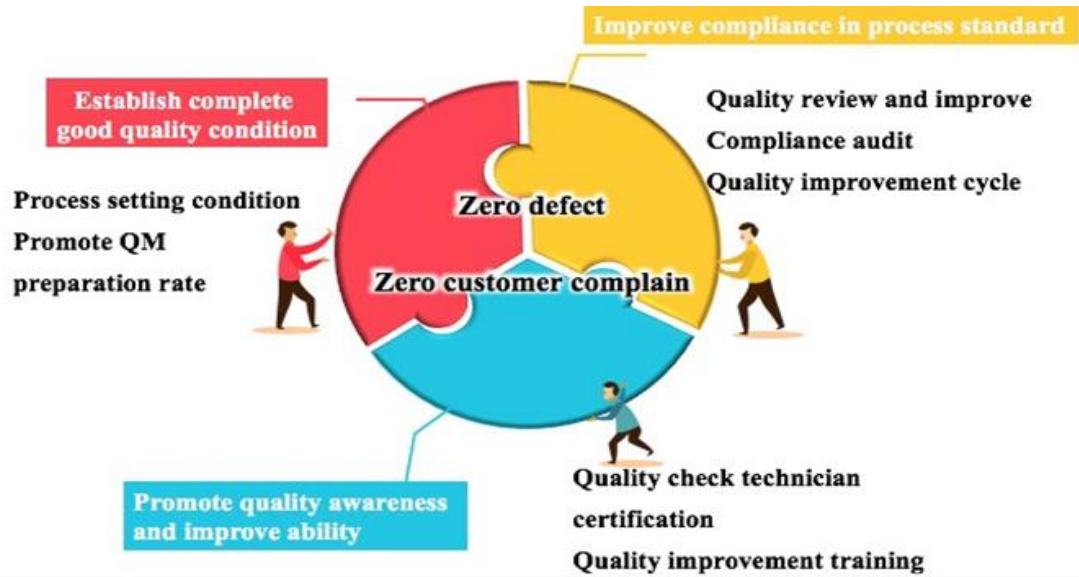 Improve compliance in process standard
Establish complete
good quality condition
Quality review and improve
Compliance audit
Quality improvement cycle
Process setting condition
Promote QM
preparation rate
Zero defect
Zero customer complain
Promote quality awareness
and improve ability
Quality check technician
certification
Quality improvement training